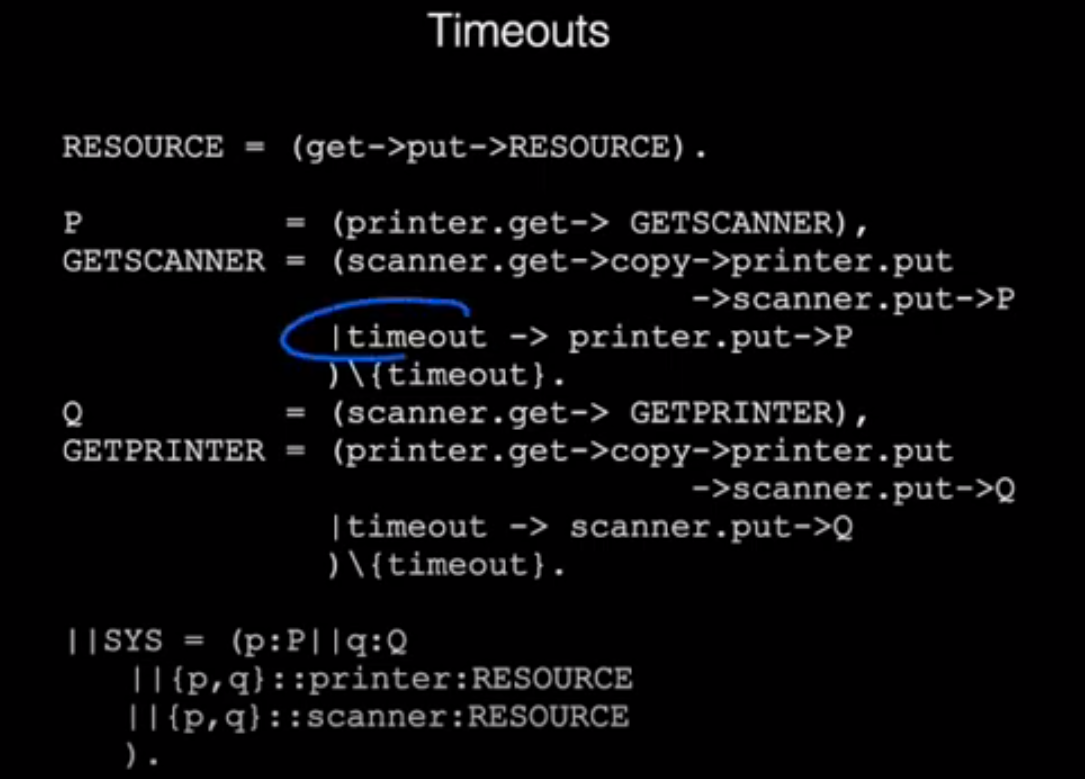 Timeouts
RESOURCE = (get->put->RESOURCE).
P = (printer.get-> GETSCANNER),
GETSCANNER = (scanner.get->copy->printer.put
->scanner.put->P
|timeout -> printer.put->P
)\{timeout}.
Q = (scanner.get-> GETPRINTER),
GETPRINTER = (printer.get->copy->printer.put
->scanner.put->Q
|timeout -> scanner.put->Q
)\{timeout}.
||SYS = (p:P||q:Q
||{p,q}::printer:RESOURCE
||{p,q}::scanner:RESOURCE
).